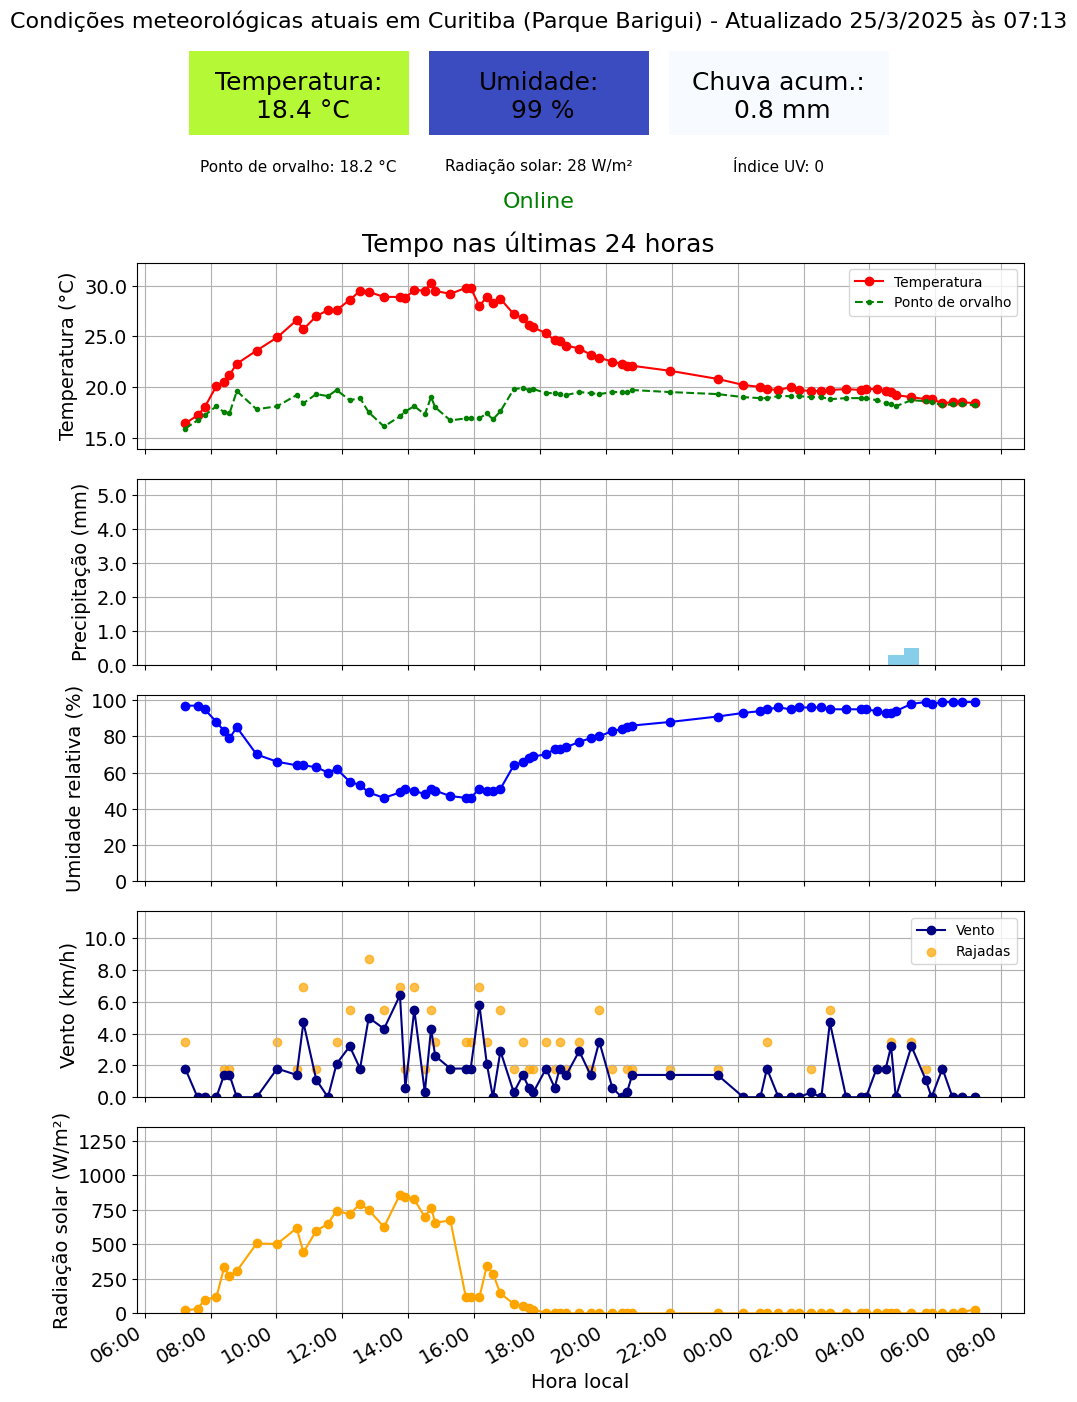 Condições meteorológicas atuais em Curitiba (Parque Barigui) - Atualizado 25/3/2025 às 07:13
Temperatura:
18.4 °C
Umidade:
99 %
Chuva acum.:
0.8 mm
Ponto de orvalho: 18.2 °C
Radiação solar: 28 W/m²
Índice UV: 0
Online
Tempo nas últimas 24 horas
Temperatura (°C)
30.0
25.0
20.0
15.0
Temperatura
Ponto de orvalho
Precipitação (mm)
5.0
4.0
3.0
2.0
1.0
0.0
Umidade relativa (%)
100
80
60
40
20
0
Vento (km/h)
10.0
8.0
6.0
4.0
2.0
0.0
Vento
Rajadas
Radiação solar (W/m²)
1250
1000
750
500
250
0
06:00 08:00 10:00 12:00 14:00 16:00 18:00 20:00 22:00 00:00 02:00 04:00 06:00 08:00
Hora local